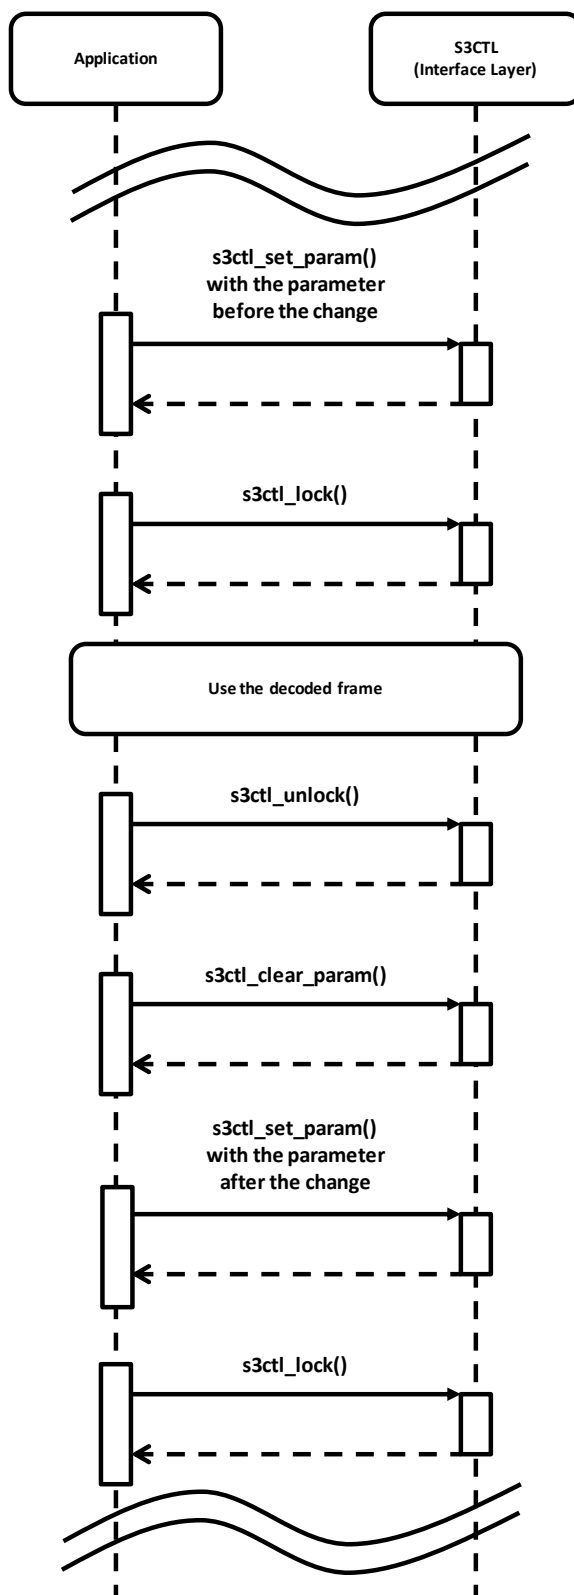 Application
S3CTL
(Interface Layer)
s3ctl_set_param()
with the parameter
before the change
s3ctl_lock()
Use the decoded frame
s3ctl_unlock()
s3ctl_clear_param()
s3ctl_set_param()
with the parameter
after the change
s3ctl_lock()